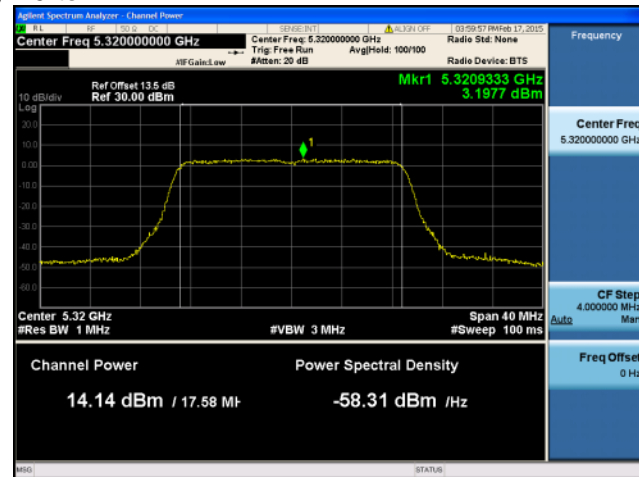 Agilent Spectrum Analyzer - Channel Power
RL RF 50 Ω DC SENSE:INT ALIGN OFF 03:59:57 PM Feb 17, 2015
Center Freq 5.320000000 GHz Center Freq: 5.320000000 GHz Radio Std: None Frequency
Trig: Free Run Avg|Hold: 100/100
#IFGain:Low #Atten: 20 dB Radio Device: BTS
Mkr1 5.3209333 GHz
Ref Offset 13.5 dB
10 dB/div Ref 30.00 dBm 3.1977 dBm
Log
20.0
1
10.0
0.00
-10.0
-20.0
-30.0
-40.0
-50.0
-60.0
Center Freq
5.320000000 GHz
Center 5.32 GHz Span 40 MHz
#Res BW 1 MHz #VBW 3 MHz #Sweep 100 ms
CF Step
4.000000 MHz
Auto Man
Channel Power Power Spectral Density
14.14 dBm / 17.58 MH -58.31 dBm /Hz
Freq Offset
0 Hz
MSG STATUS